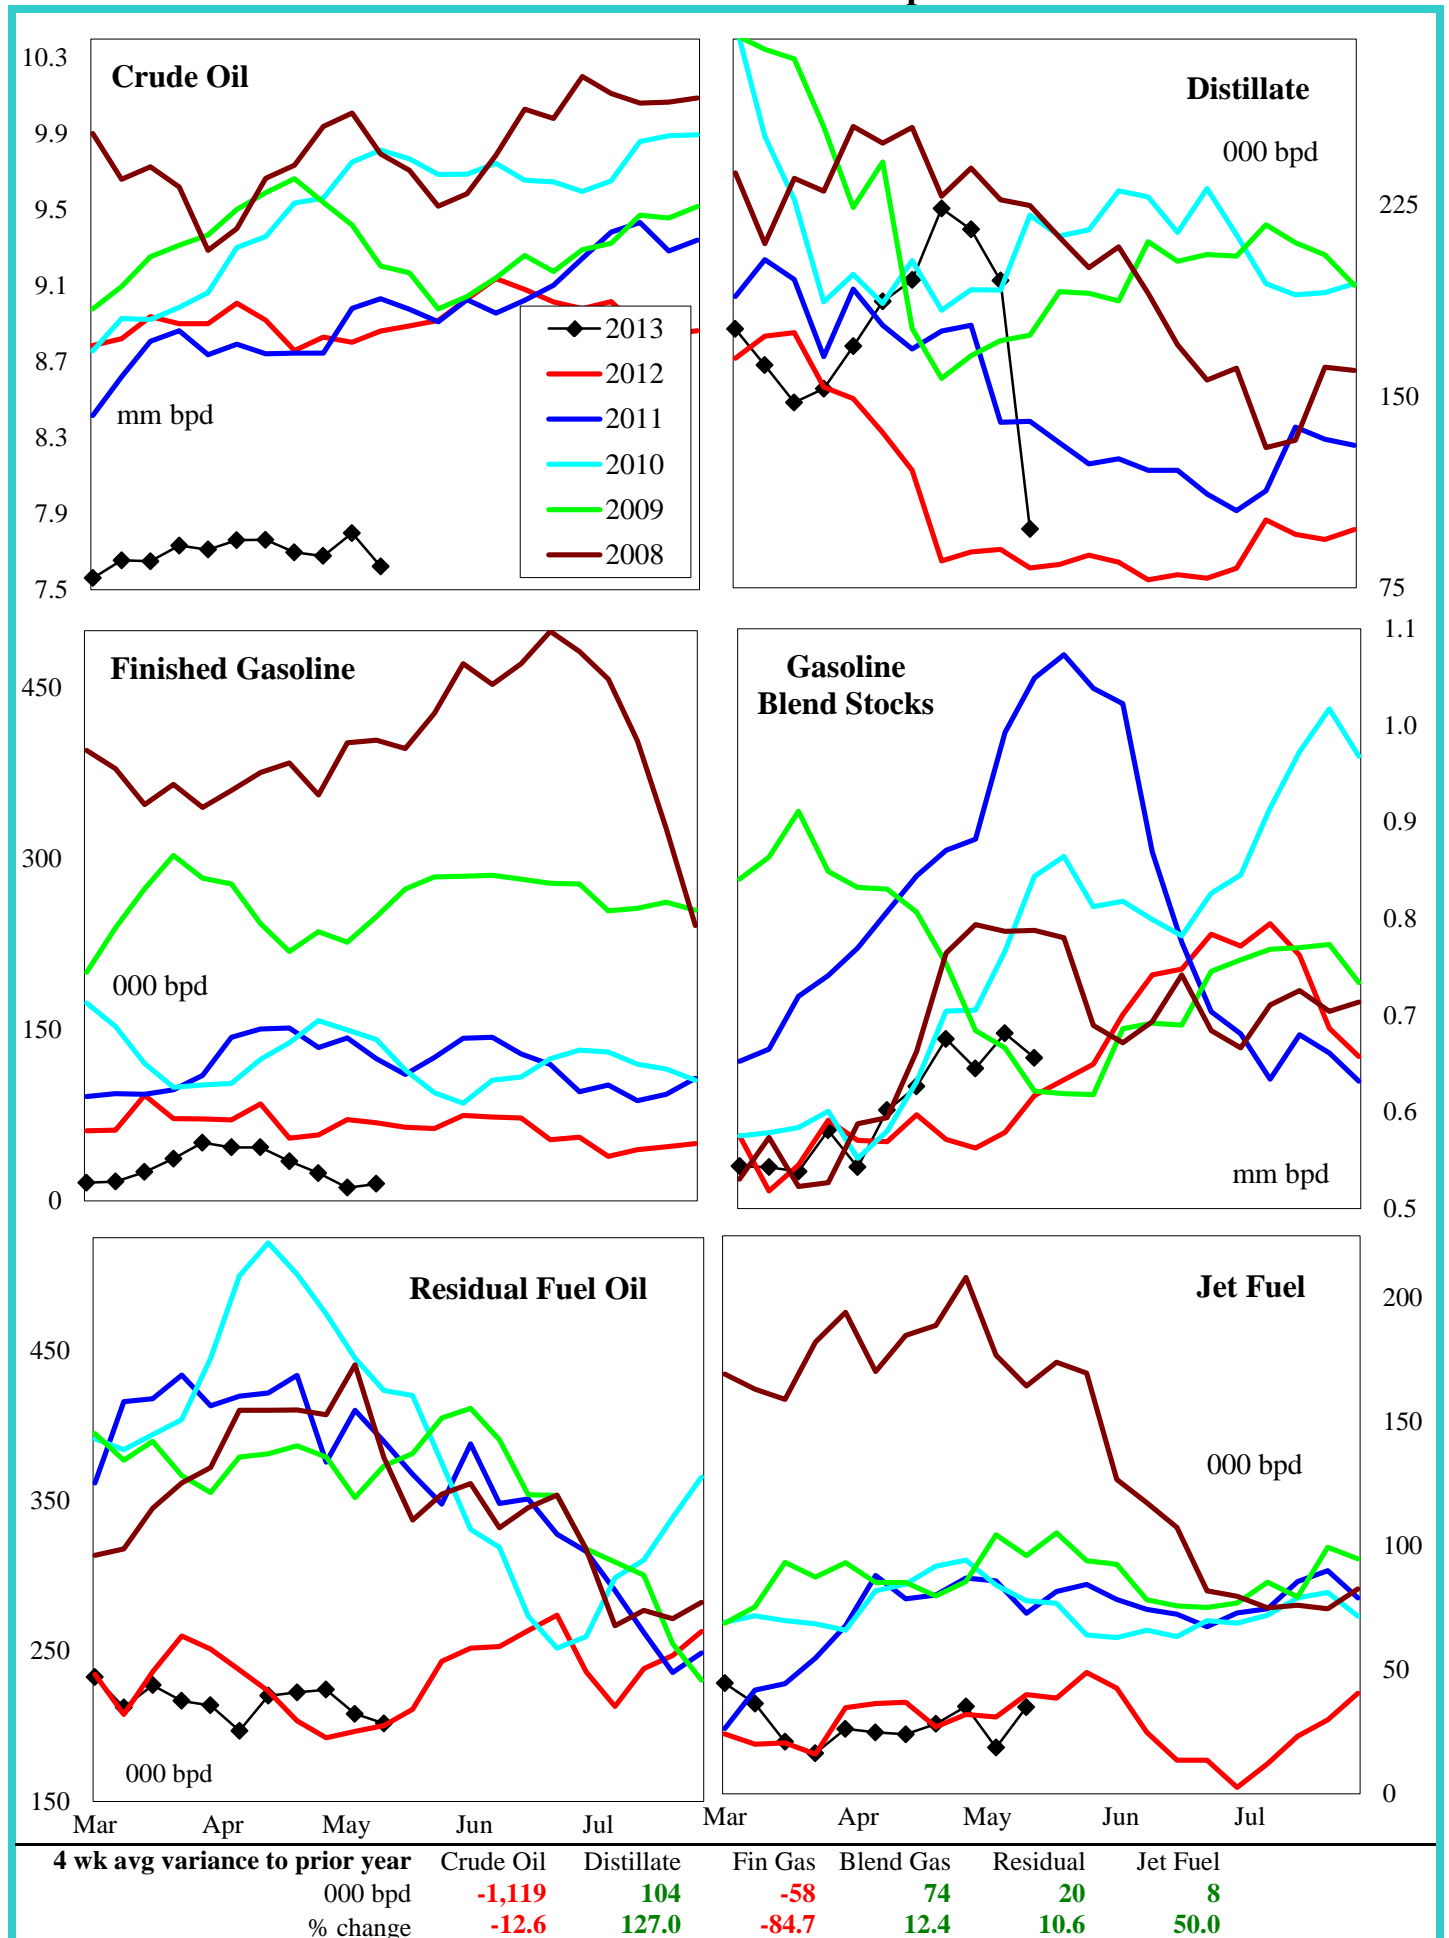 10.3
9.9
9.5
9.1
8.7
8.3
7.9
7.5
Crude Oil
mm bpd
2013
2012
2011
2010
2009
2008
Distillate
000 bpd
225
150
75
Finished Gasoline
450
300
000 bpd
150
0
Gasoline
Blend Stocks
1.1
1.0
0.9
0.8
0.7
0.6
0.5
mm bpd
Residual Fuel Oil
450
350
250
150
000 bpd
Mar Apr May Jun Jul
Jet Fuel
200
150
100
50
0
000 bpd
Mar Apr May Jun Jul
4 wk avg variance to prior year Crude Oil Distillate Fin Gas Blend Gas Residual Jet Fuel
000 bpd -1,119 104 -58 74 20 8
% change -12.6 127.0 -84.7 12.4 10.6 50.0